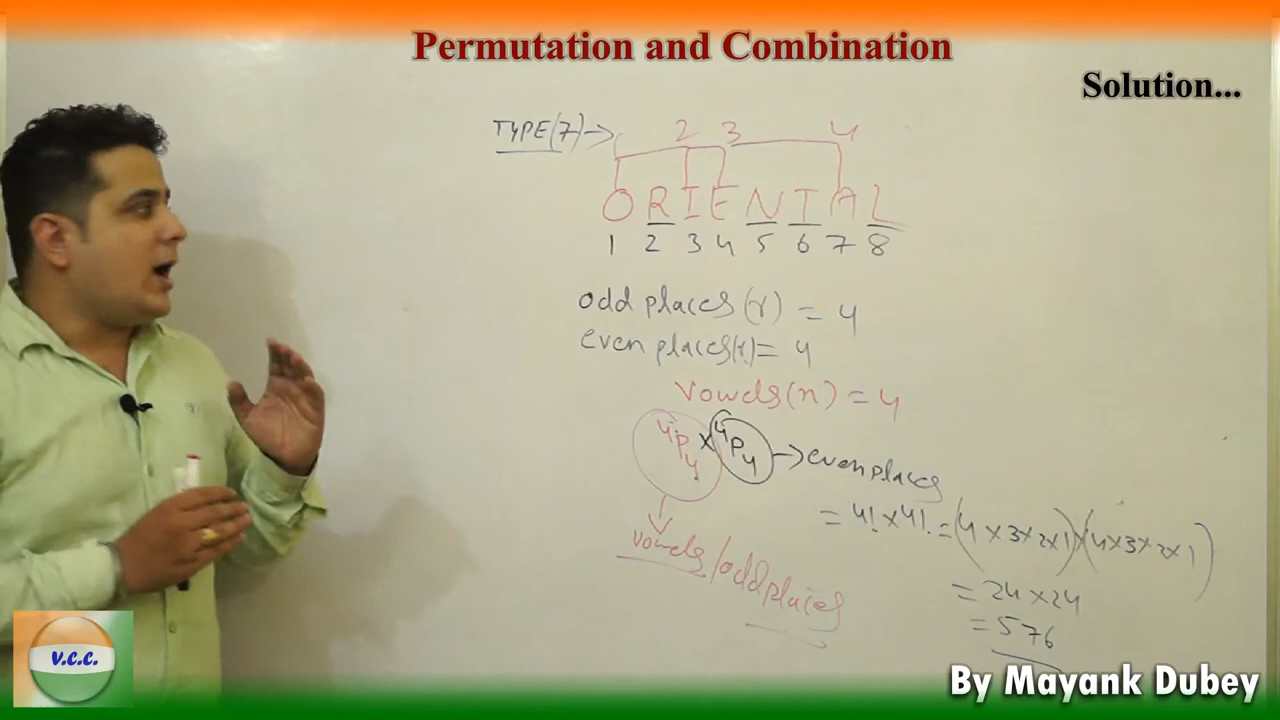 Permutation and Combination
Solution...
TYPE(7)→
1 2 3 4
ORIENTAL
1 2 3 4 5 6 7 8
odd places(r) = 4
even places(r) = 4
Vowels(n) = 4
⁴P₄ × ⁴P₄ → even places
= 4! × 4! = (4 × 3 × 2 × 1) × (4 × 3 × 2 × 1)
vowels/odd places
= 24 × 24
= 576
V.C.C.
By Mayank Dubey